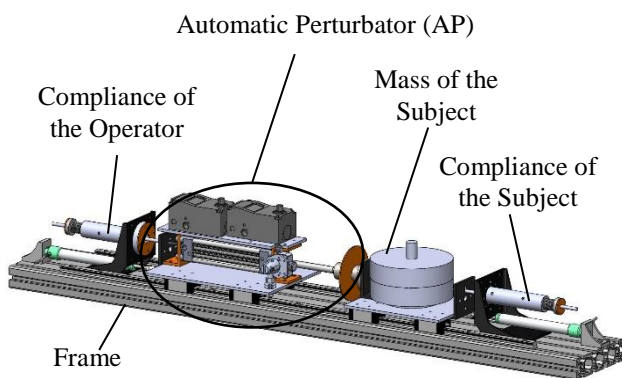 Automatic Perturbator (AP)
Compliance of
the Operator
Mass of the
Subject
Compliance of
the Subject
Frame